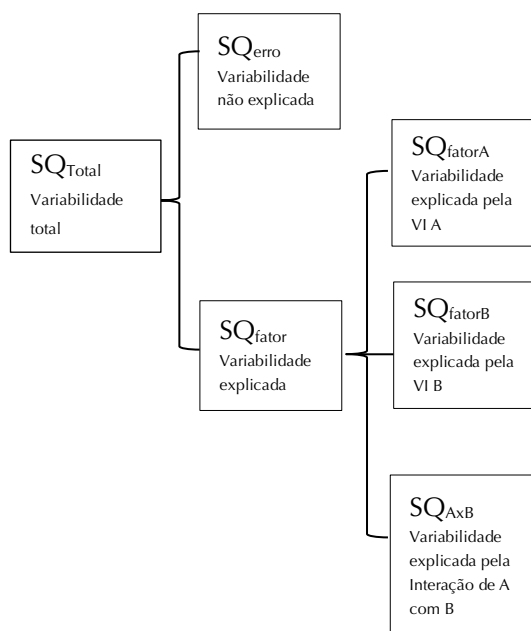 SQerro
Variabilidade
não explicada
SQTotal
Variabilidade
total
SQfator
Variabilidade
explicada
SQfatorA
Variabilidade
explicada pela
VI A
SQfatorB
Variabilidade
explicada pela
VI B
SQAxB
Variabilidade
explicada pela
Interação de A
com B